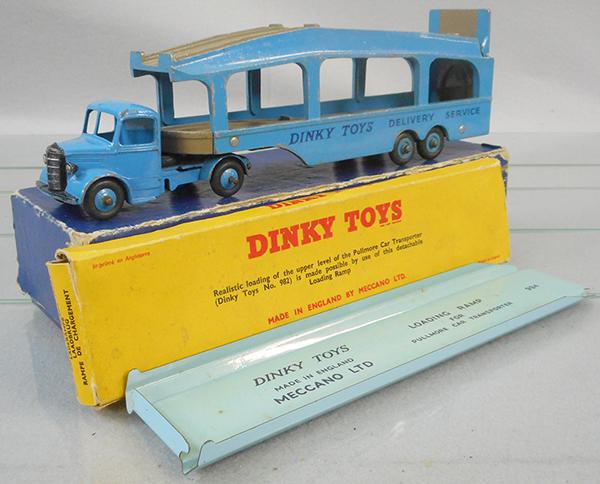 DINKY TOYS DELIVERY SERVICE
DINKY TOYS
Imprimé en Angleterre
Realistic loading of the upper level of the Pullmore Car Transporter
(Dinky Toys No. 982) is made possible by use of this detachable
Loading Ramp
MADE IN ENGLAND BY MECCANO LTD.
LAADBRUG
RAMPE DE CHARGEMENT
DINKY TOYS
MADE IN ENGLAND
MECCANO LTD
LOADING RAMP
FOR
PULLMORE CAR TRANSPORTER
994